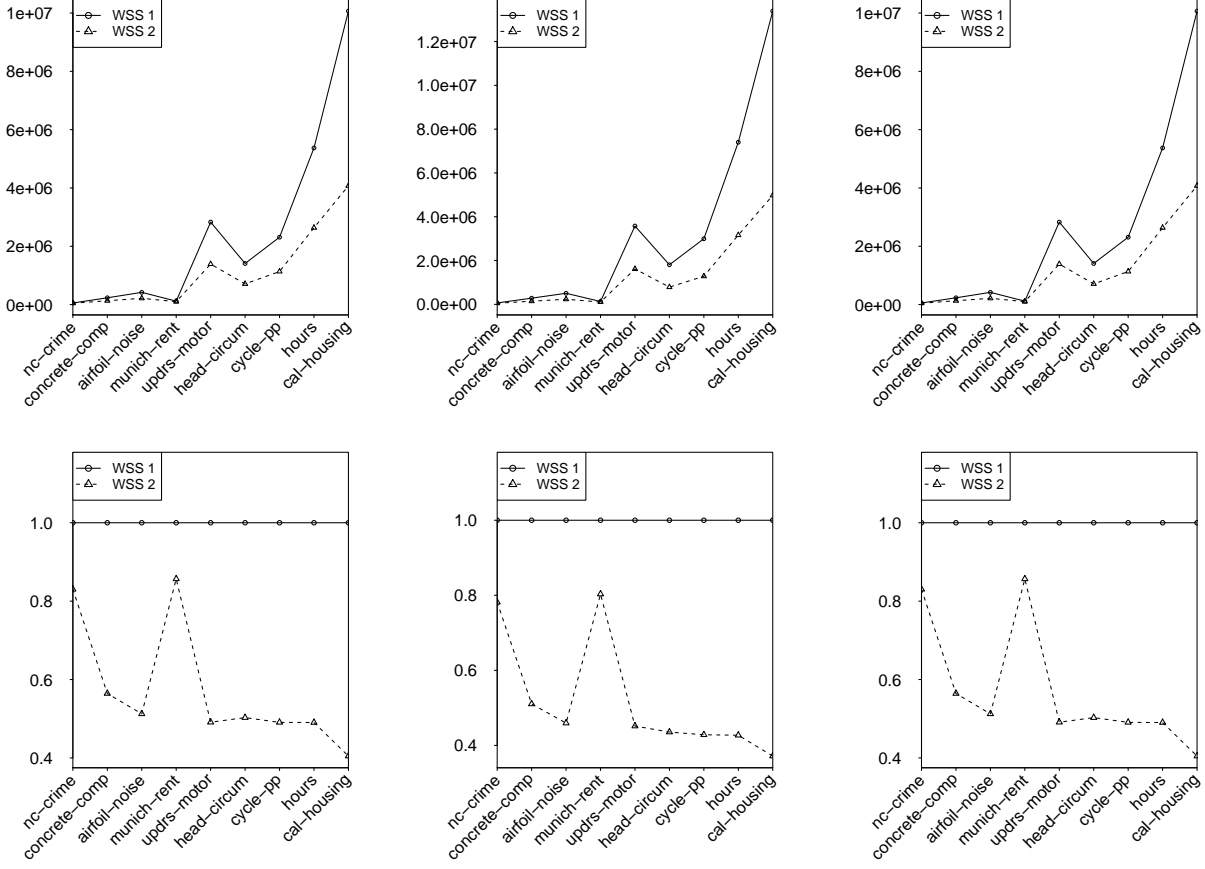 WSS 1
WSS 2
1e+07
8e+06
6e+06
4e+06
2e+06
0e+00
nc−crime
concrete−comp
airfoil−noise
munich−rent
updrs−motor
head−circum
cycle−pp
hours
cal−housing
WSS 1
WSS 2
1.2e+07
1.0e+07
8.0e+06
6.0e+06
4.0e+06
2.0e+06
0.0e+00
nc−crime
concrete−comp
airfoil−noise
munich−rent
updrs−motor
head−circum
cycle−pp
hours
cal−housing
WSS 1
WSS 2
1e+07
8e+06
6e+06
4e+06
2e+06
0e+00
nc−crime
concrete−comp
airfoil−noise
munich−rent
updrs−motor
head−circum
cycle−pp
hours
cal−housing
WSS 1
WSS 2
1.0
0.8
0.6
0.4
nc−crime
concrete−comp
airfoil−noise
munich−rent
updrs−motor
head−circum
cycle−pp
hours
cal−housing
WSS 1
WSS 2
1.0
0.8
0.6
0.4
nc−crime
concrete−comp
airfoil−noise
munich−rent
updrs−motor
head−circum
cycle−pp
hours
cal−housing
WSS 1
WSS 2
1.0
0.8
0.6
0.4
nc−crime
concrete−comp
airfoil−noise
munich−rent
updrs−motor
head−circum
cycle−pp
hours
cal−housing